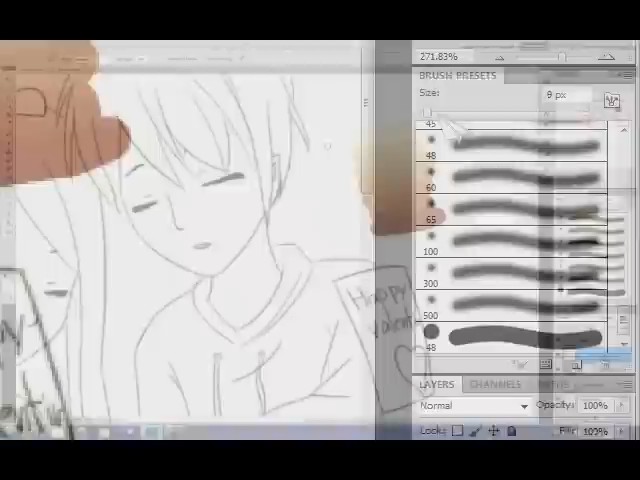 271.83%
BRUSH PRESETS
Size:
9 px
45
48
60
65
100
300
500
48
Happy
Valent
LAYERS
CHANNELS
Normal
Opacity:
100%
Lock:
Fill:
100%